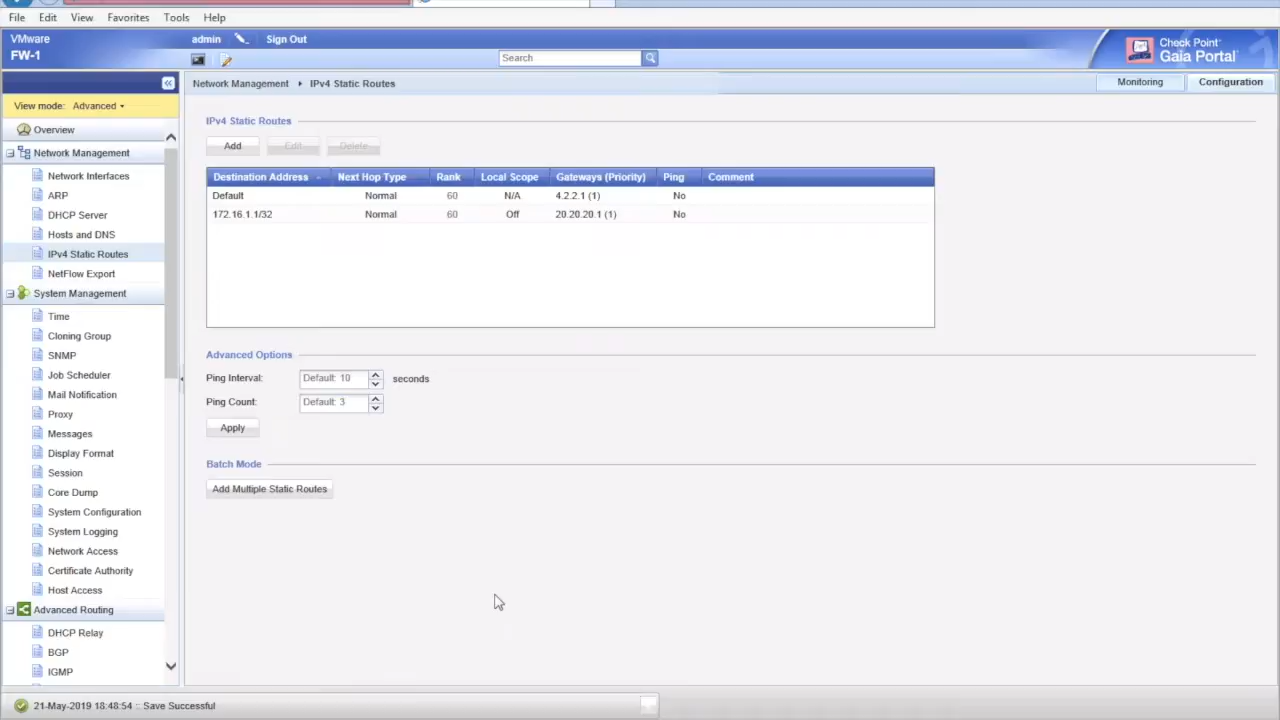 File Edit View Favorites Tools Help
VMware
FW-1
admin Sign Out
Search
Check Point™
Gaia Portal
Network Management IPv4 Static Routes
Monitoring Configuration
View mode: Advanced
Overview
Network Management
Network Interfaces
ARP
DHCP Server
Hosts and DNS
IPv4 Static Routes
NetFlow Export
System Management
Time
Cloning Group
SNMP
Job Scheduler
Mail Notification
Proxy
Messages
Display Format
Session
Core Dump
System Configuration
System Logging
Network Access
Certificate Authority
Host Access
Advanced Routing
DHCP Relay
BGP
IGMP
IPv4 Static Routes
Add Edit Delete
Destination Address Next Hop Type Rank Local Scope Gateways (Priority) Ping Comment
Default Normal 60 N/A 4.2.2.1 (1) No
172.16.1.1/32 Normal 60 Off 20.20.20.1 (1) No
Advanced Options
Ping Interval: Default: 10 seconds
Ping Count: Default: 3
Apply
Batch Mode
Add Multiple Static Routes
21-May-2019 18:48:54 :: Save Successful